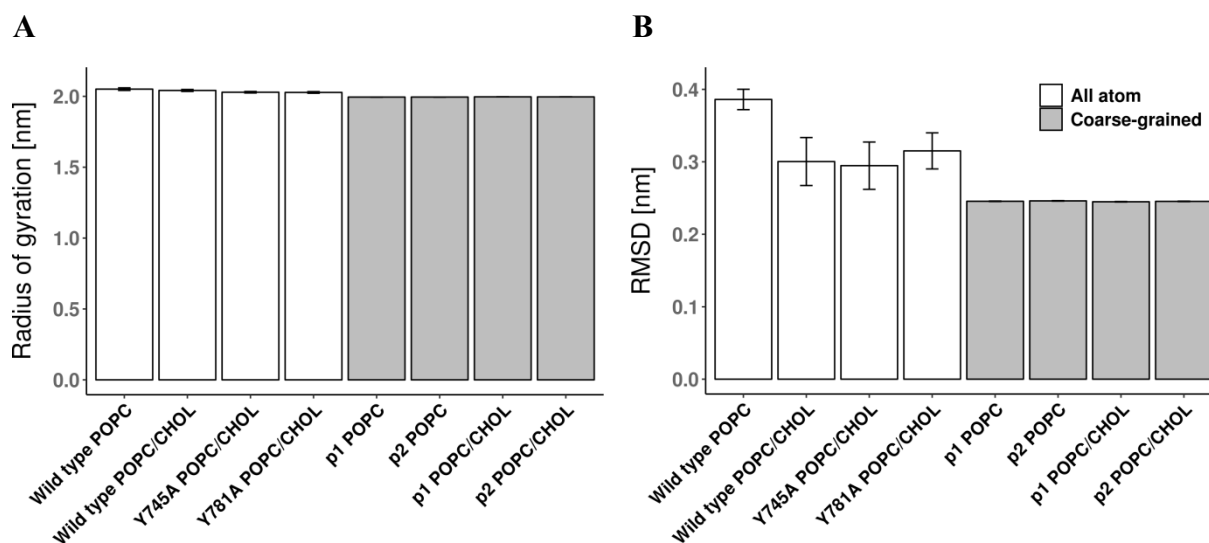 A
Radius of gyration [nm]
2.0
1.5
1.0
0.5
0.0
Wild type POPC
Wild type POPC/CHOL
Y745A POPC/CHOL
Y781A POPC/CHOL
p1 POPC
p2 POPC
p1 POPC/CHOL
p2 POPC/CHOL
B
RMSD [nm]
0.4
0.3
0.2
0.1
0.0
All atom
Coarse-grained
Wild type POPC
Wild type POPC/CHOL
Y745A POPC/CHOL
Y781A POPC/CHOL
p1 POPC
p2 POPC
p1 POPC/CHOL
p2 POPC/CHOL